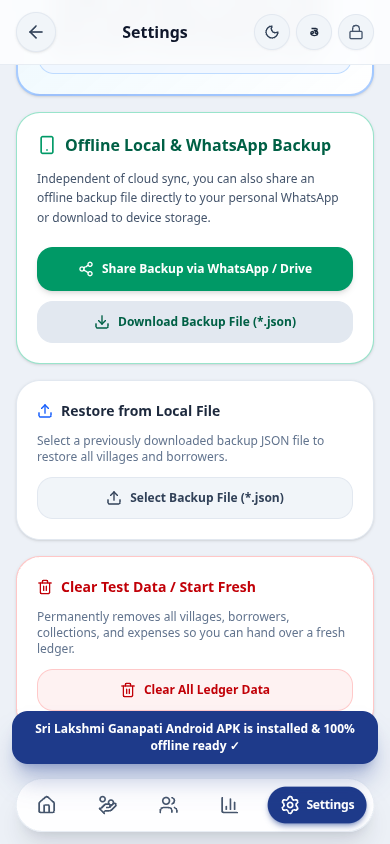 Settings
a
Offline Local & WhatsApp Backup
Independent of cloud sync, you can also share an
offline backup file directly to your personal WhatsApp
or download to device storage.
Share Backup via WhatsApp / Drive
Download Backup File (*.json)
Restore from Local File
Select a previously downloaded backup JSON file to
restore all villages and borrowers.
Select Backup File (*.json)
Clear Test Data / Start Fresh
Permanently removes all villages, borrowers,
collections, and expenses so you can hand over a fresh
ledger.
Clear All Ledger Data
Sri Lakshmi Ganapati Android APK is installed & 100%
offline ready ✓
Settings